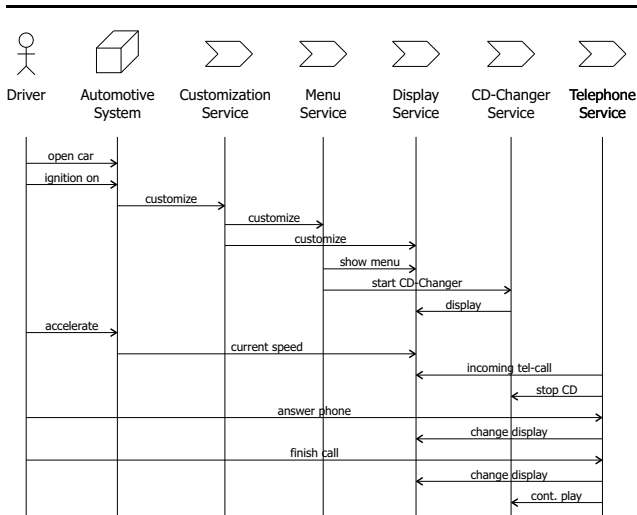 Driver
Automotive
System
Customization
Service
Menu
Service
Display
Service
CD-Changer
Service
Telephone
Service
open car
ignition on
customize
customize
customize
show menu
start CD-Changer
display
accelerate
current speed
incoming tel-call
stop CD
answer phone
change display
finish call
change display
cont. play